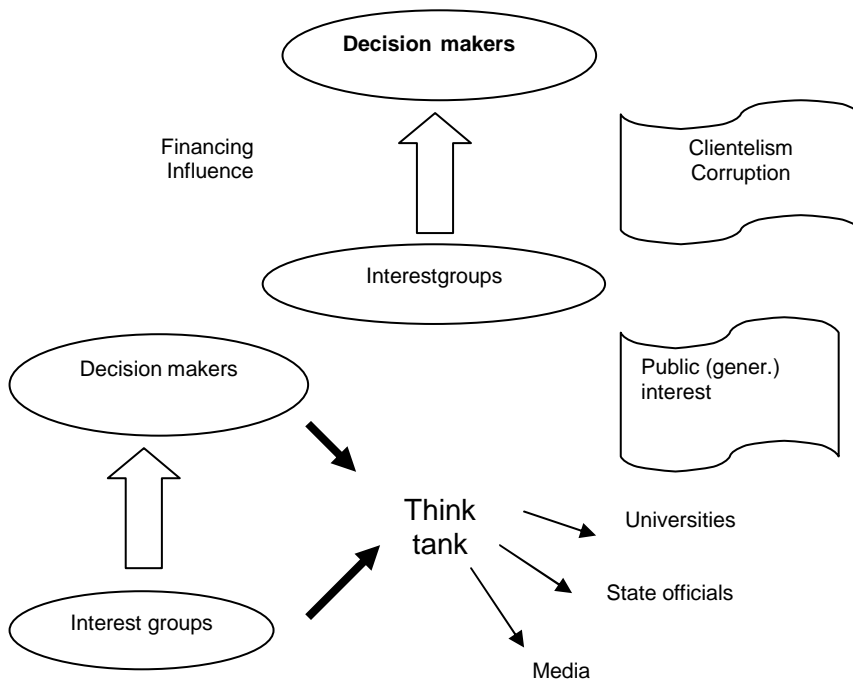 Decision makers
Financing
Influence
Clientelism
Corruption
Interestgroups
Decision makers
Public (gener.)
interest
Think
tank
Universities
State officials
Interest groups
Media